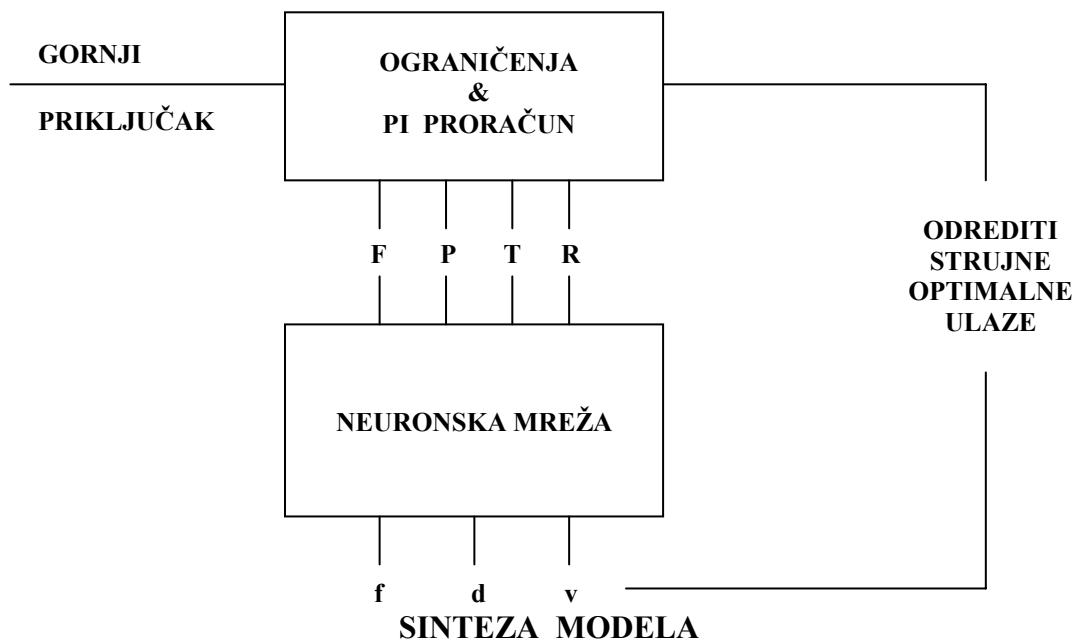 GORNJI
PRIKLJUČAK
OGRANIČENJA
&
PI PRORAČUN
F P T R
ODREDITI
STRUJNE
OPTIMALNE
ULAZE
NEURONSKA MREŽA
f d v
SINTEZA MODELA